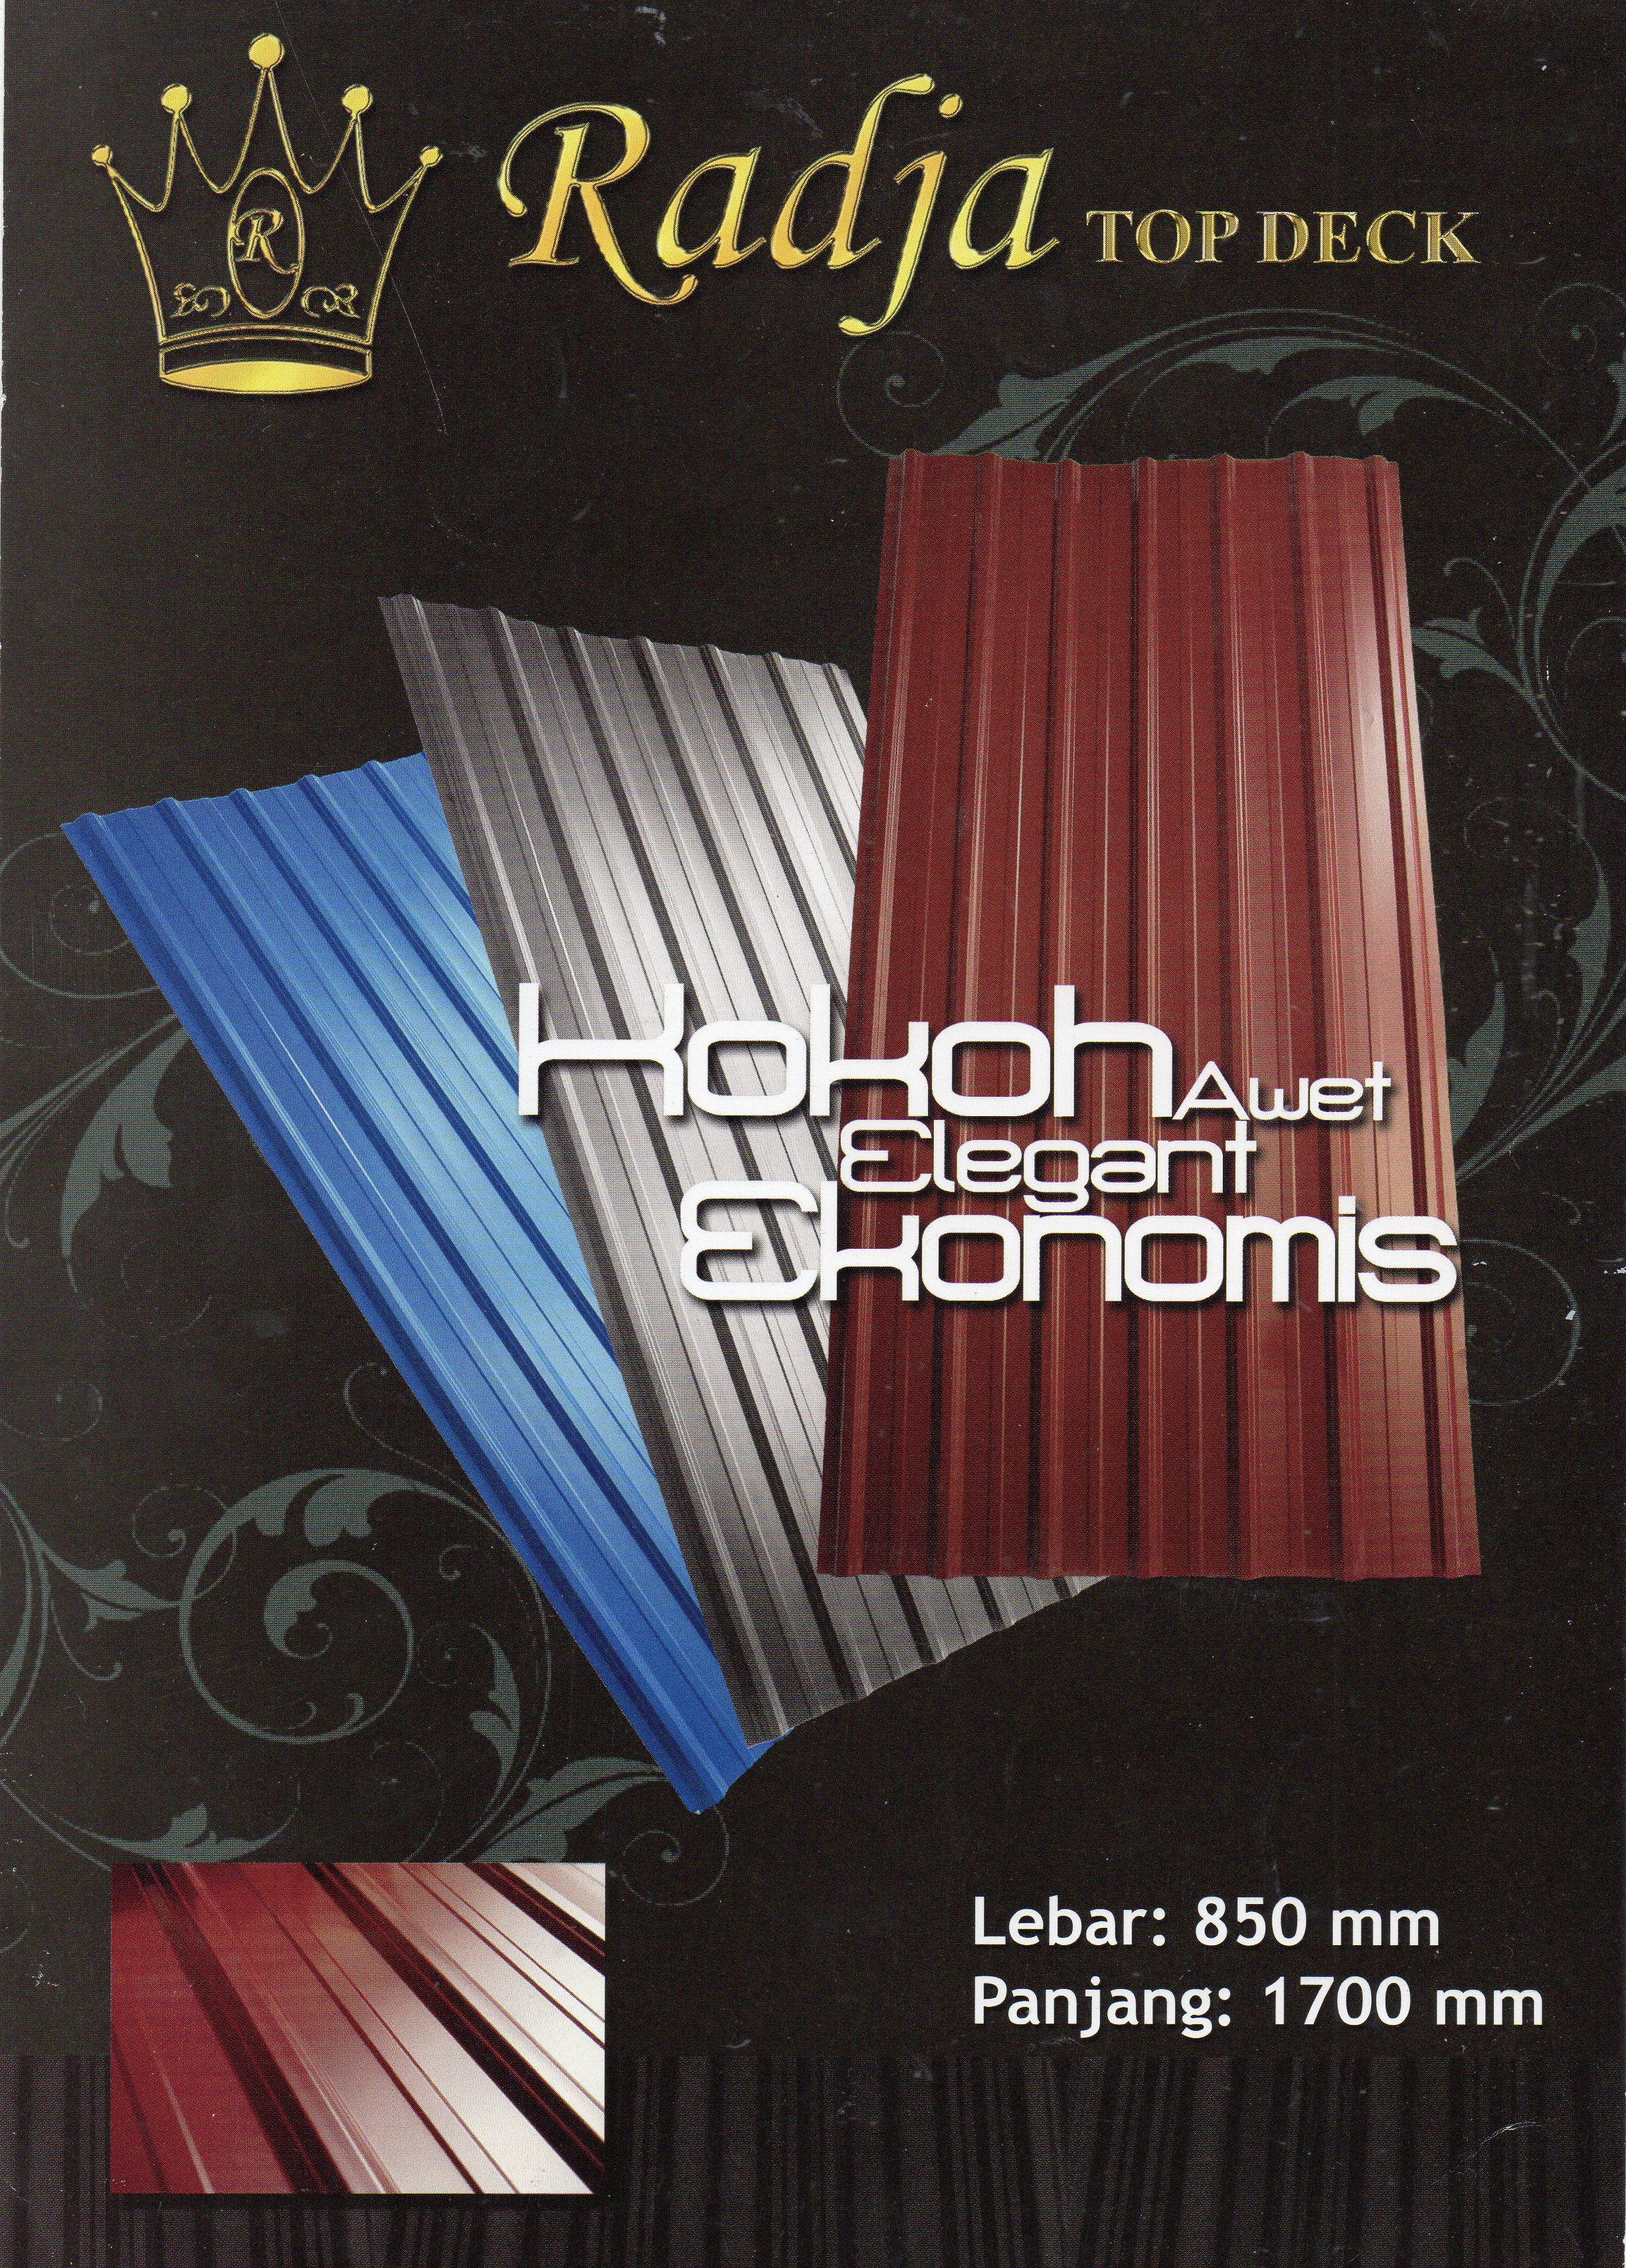 R
Radja TOP DECK
Kokoh Awet
Elegant
Ekonomis
Lebar: 850 mm
Panjang: 1700 mm